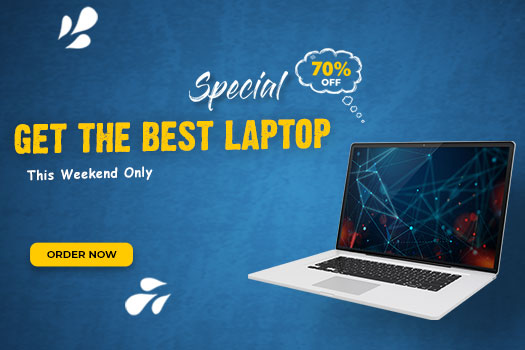 Special
70%
OFF
GET THE BEST LAPTOP
This Weekend Only
ORDER NOW